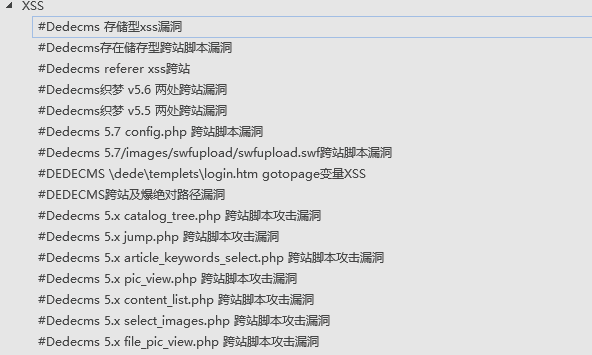 XSS
#Dedecms 存储型xss漏洞
#Dedecms存在储存型跨站脚本漏洞
#Dedecms referer xss跨站
#Dedecms织梦 v5.6 两处跨站漏洞
#Dedecms织梦 v5.5 两处跨站漏洞
#Dedecms 5.7 config.php 跨站脚本漏洞
#Dedecms 5.7/images/swfupload/swfupload.swf跨站脚本漏洞
#DEDECMS \dede\templets\login.htm gotopage变量XSS
#DEDECMS跨站及爆绝对路径漏洞
#Dedecms 5.x catalog_tree.php 跨站脚本攻击漏洞
#Dedecms 5.x jump.php 跨站脚本攻击漏洞
#Dedecms 5.x article_keywords_select.php 跨站脚本攻击漏洞
#Dedecms 5.x pic_view.php 跨站脚本攻击漏洞
#Dedecms 5.x content_list.php 跨站脚本攻击漏洞
#Dedecms 5.x select_images.php 跨站脚本攻击漏洞
#Dedecms 5.x file_pic_view.php 跨站脚本攻击漏洞